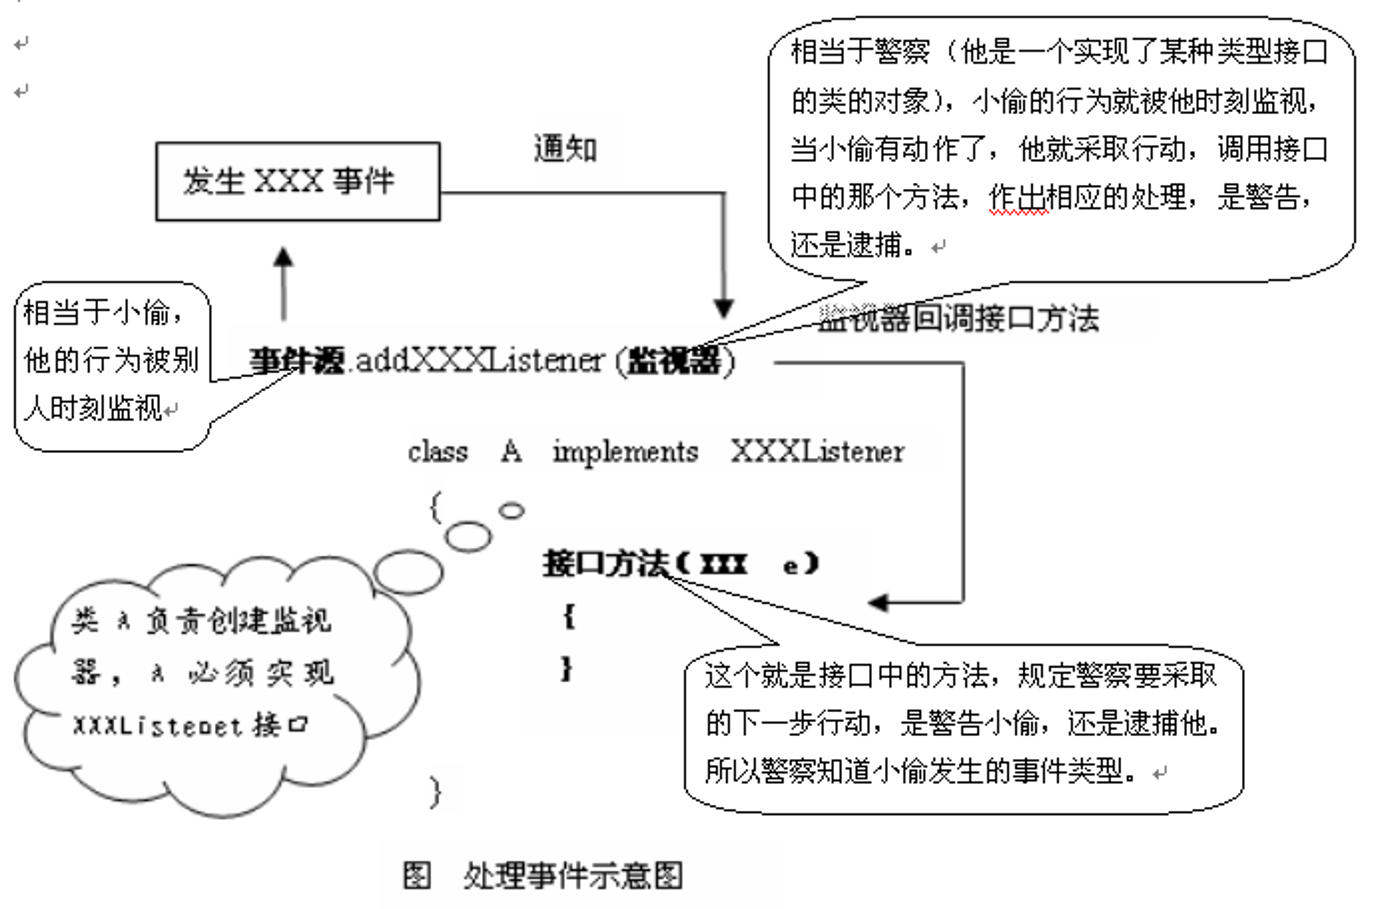 相当于警察（他是一个实现了某种类型接口
的类的对象），小偷的行为就被他时刻监视，
当小偷有动作了，他就采取行动，调用接口
中的那个方法，作出相应的处理，是警告，
还是逮捕。
通知
发生 XXX 事件
相当于小偷，
他的行为被别
人时刻监视
监视器回调接口方法
事件源.addXXXListener (监视器)
class A implements XXXListener
{
接口方法(XXX e)
{
}
类 A 负责创建监视
器，A 必须实现
XXXListenet 接口
这个就是接口中的方法，规定警察要采取
的下一步行动，是警告小偷，还是逮捕他。
所以警察知道小偷发生的事件类型。
}
图 处理事件示意图